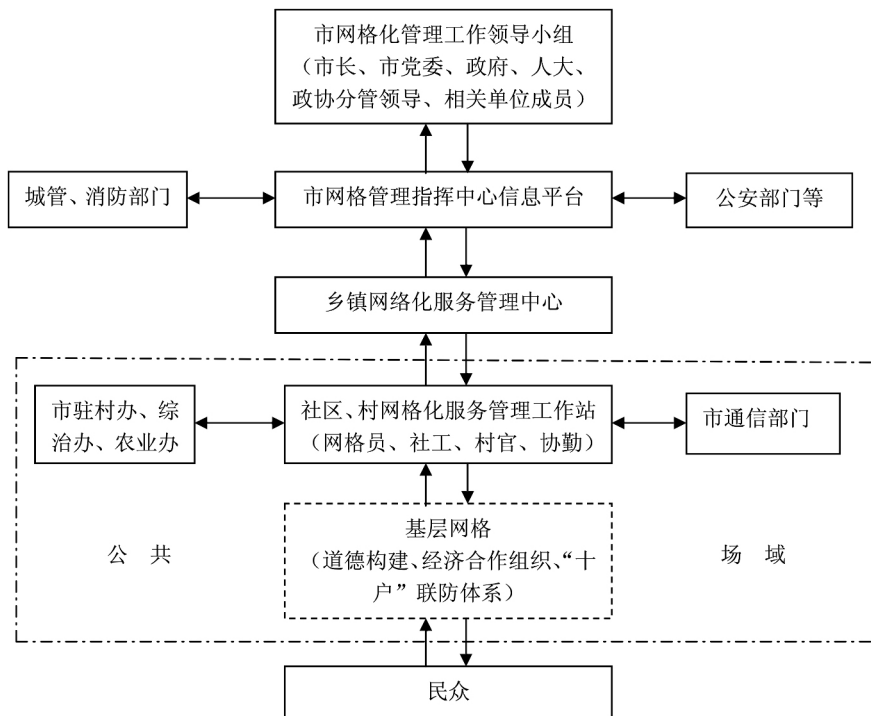 市网格化管理工作领导小组
（市长、市党委、政府、人大、
政协分管领导、相关单位成员）
城管、消防部门
市网格管理指挥中心信息平台
公安部门等
乡镇网络化服务管理中心
市驻村办、综
治办、农业办
社区、村网格化服务管理工作站
（网格员、社工、村官、协勤）
市通信部门
基层网格
（道德构建、经济合作组织、“十
户”联防体系）
公 共
场 域
民众